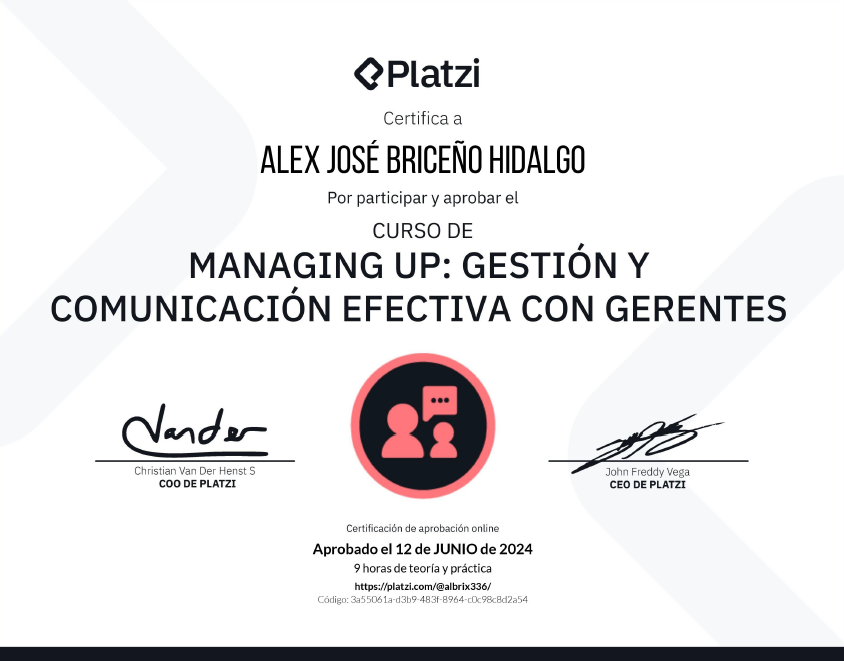 Platzi
Certifica a
ALEX JOSÉ BRICEÑO HIDALGO
Por participar y aprobar el
CURSO DE
MANAGING UP: GESTIÓN Y
COMUNICACIÓN EFECTIVA CON GERENTES
Vander
Christian Van Der Henst S
COO DE PLATZI
John Freddy Vega
CEO DE PLATZI
Certificación de aprobación online
Aprobado el 12 de JUNIO de 2024
9 horas de teoría y práctica
https://platzi.com/@albrix336/
Código: 3a55061a-d3b9-483f-8964-c0c98c8d2a54